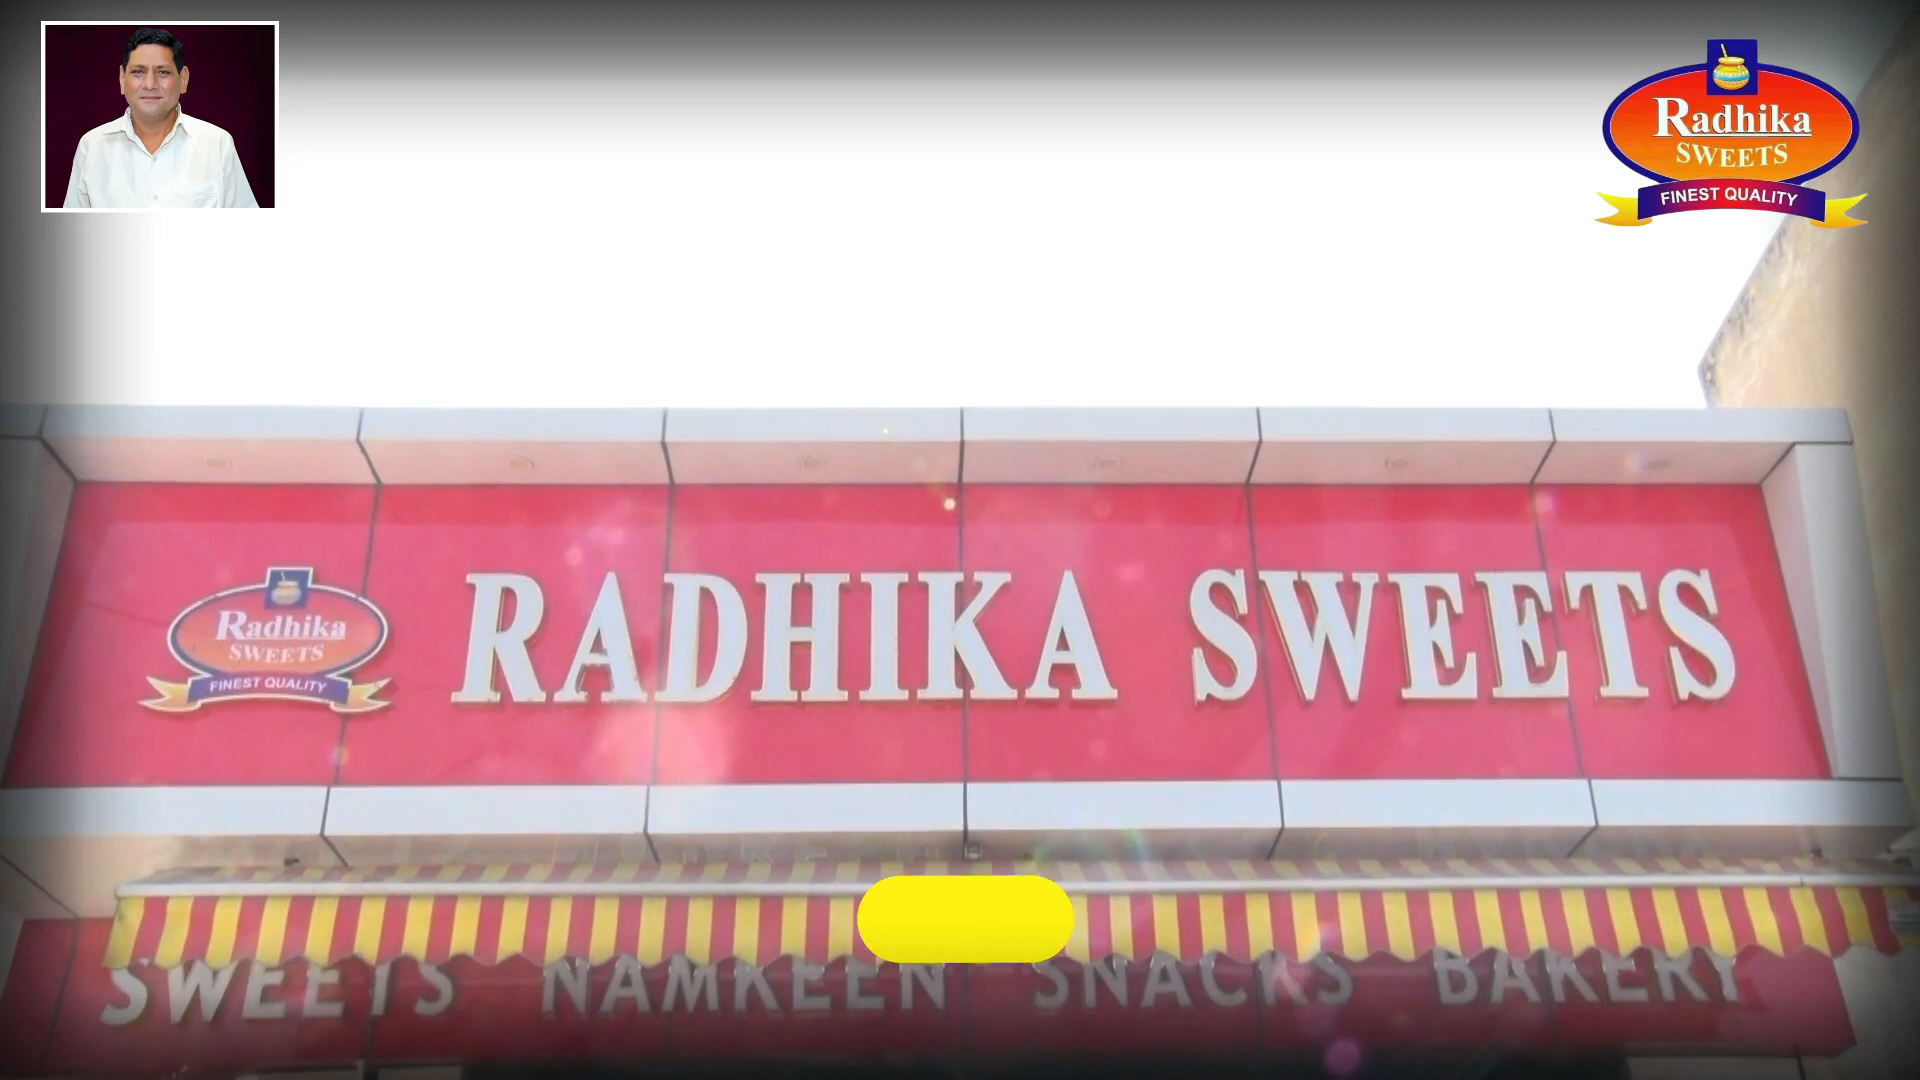 Radhika
SWEETS
FINEST QUALITY
Radhika
SWEETS
FINEST QUALITY
RADHIKA SWEETS
SWEETS NAMKEEN SNACKS BAKERY